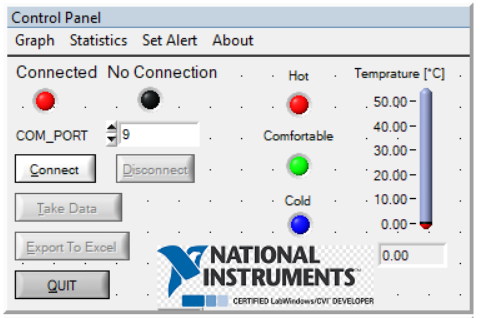 Control Panel
Graph Statistics Set Alert About
Connected No Connection
Hot
Temprature [°C]
50.00
COM_PORT 9
Comfortable
40.00
30.00
Connect Disconnect
20.00
Take Data
Cold
10.00
0.00
Export To Excel
0.00
NATIONAL
INSTRUMENTS
QUIT
CERTIFIED LabWindows/CVI DEVELOPER